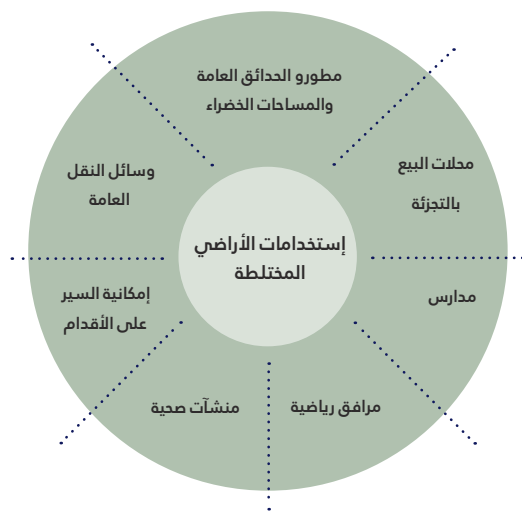 مطورو الحدائق العامة
والمساحات الخضراء
محلات البيع
بالتجزئة
وسائل النقل
العامة
إستخدامات الأراضي
المختلطة
إمكانية السير
على الأقدام
مدارس
مرافق رياضية
منشآت صحية